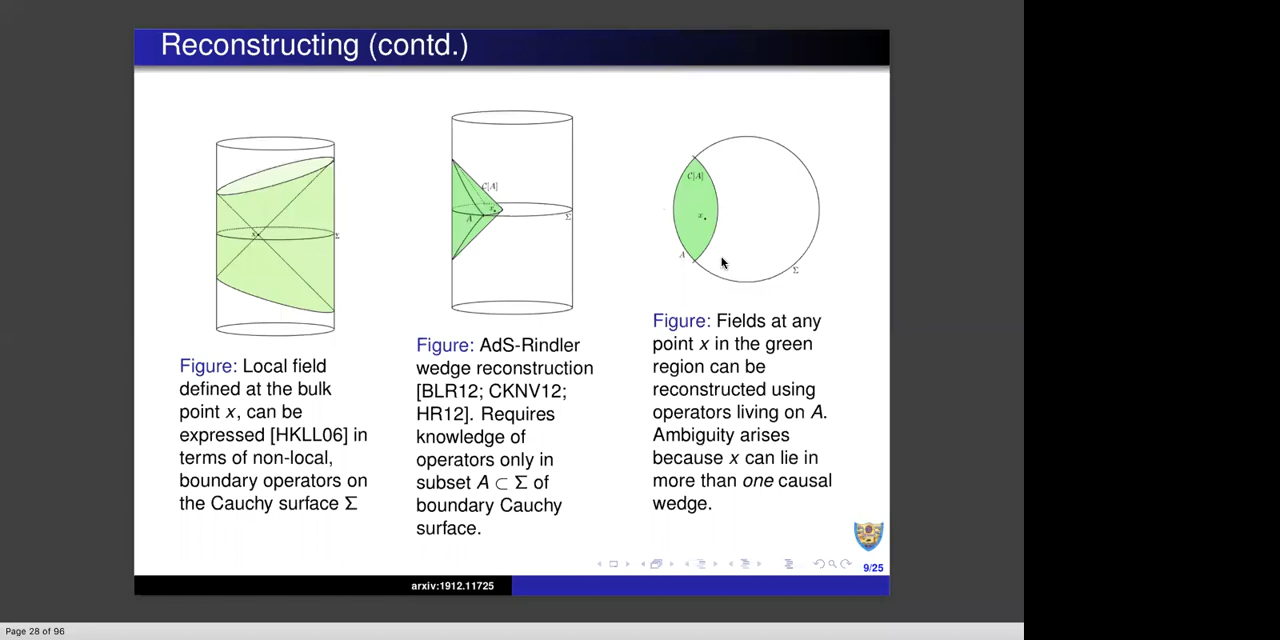 Reconstructing (contd.)
Σ
x
Figure: Local field
defined at the bulk
point x, can be
expressed [HKLL06] in
terms of non-local,
boundary operators on
the Cauchy surface Σ
C[A]
x
A
Σ
Figure: AdS-Rindler
wedge reconstruction
[BLR12; CKNV12;
HR12]. Requires
knowledge of
operators only in
subset A ⊂ Σ of
boundary Cauchy
surface.
C[A]
x
A
Σ
Figure: Fields at any
point x in the green
region can be
reconstructed using
operators living on A.
Ambiguity arises
because x can lie in
more than one causal
wedge.
9/25
arxiv:1912.11725
Page 28 of 96